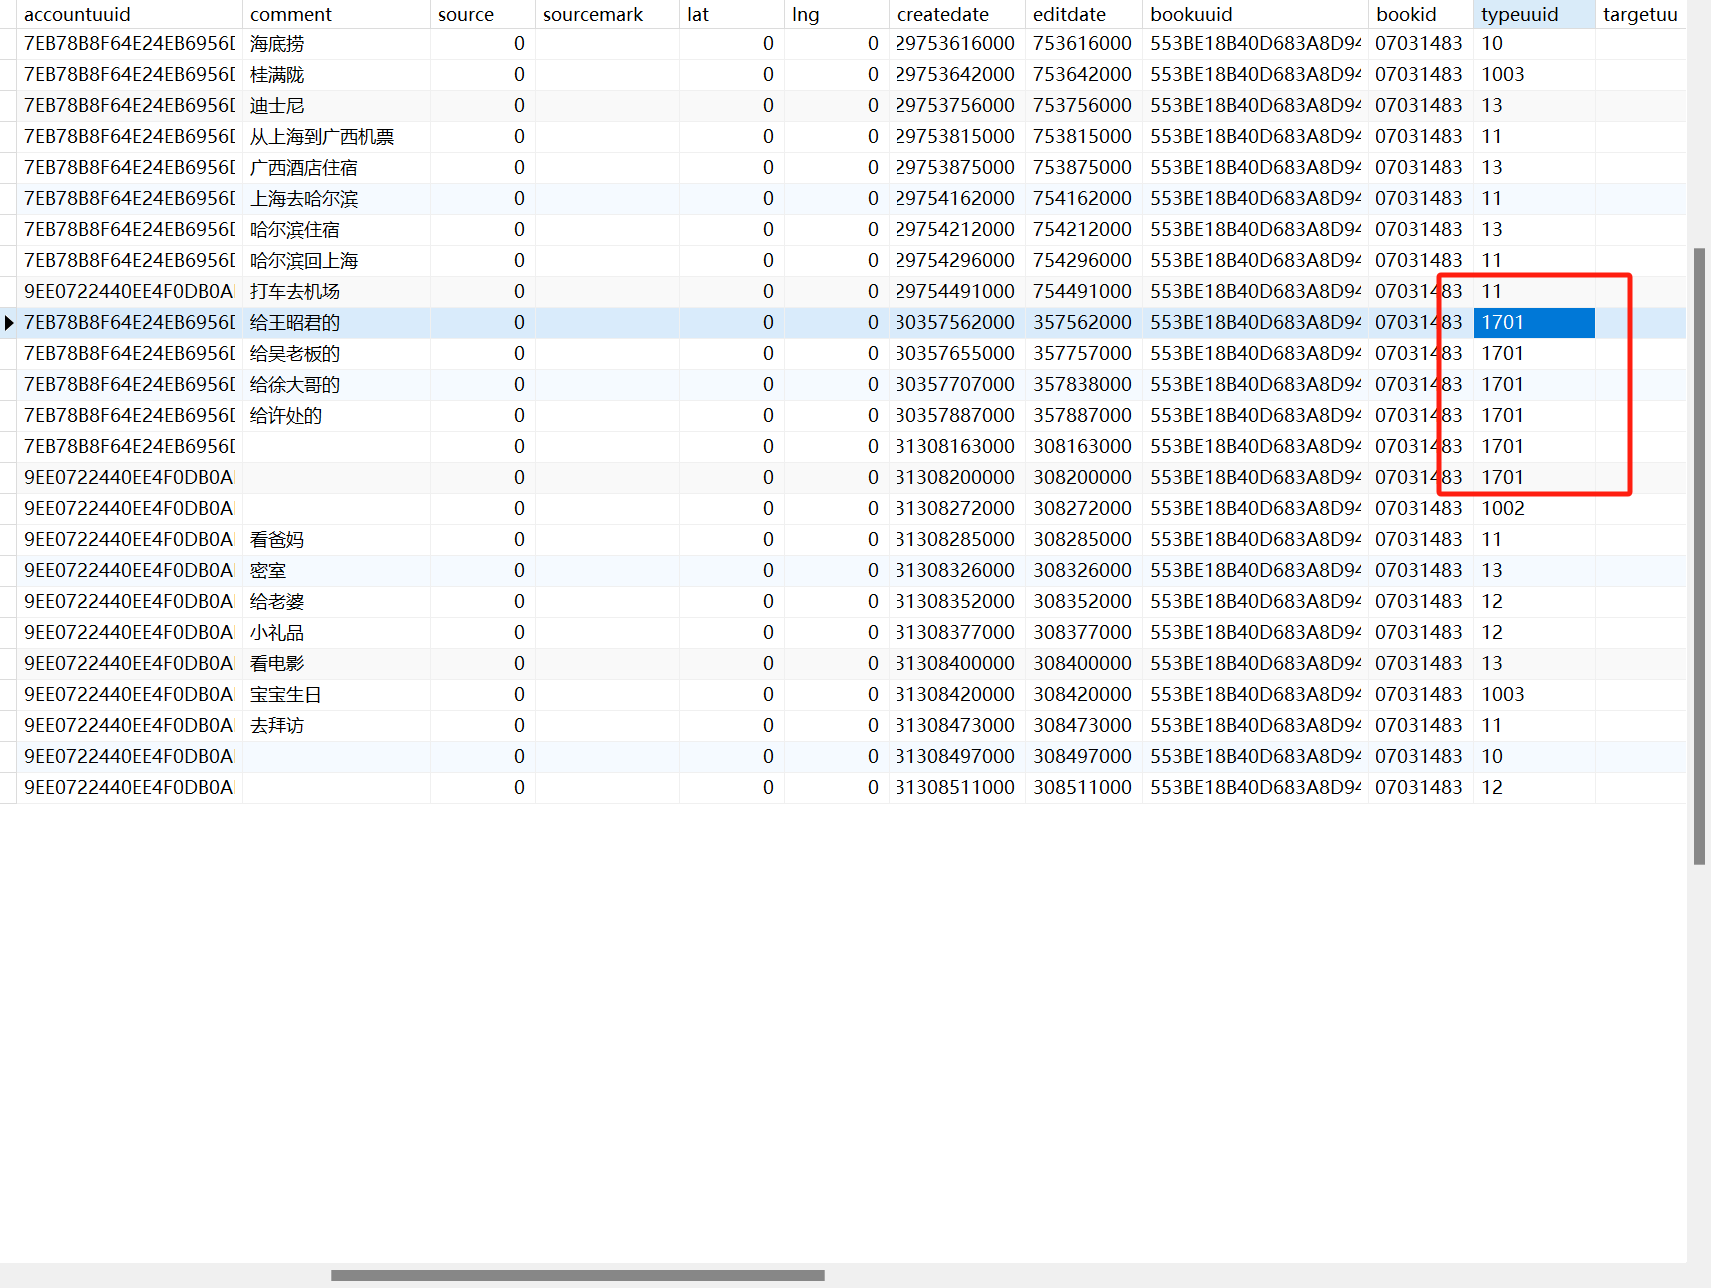 accountuuid comment source sourcemark lat lng createdate editdate bookuuid bookid typeuuid targetuu
7EB78B8F64E24EB6956D 海底捞 0 0 0 29753616000 753616000 553BE18B40D683A8D94 07031483 10
7EB78B8F64E24EB6956D 桂满陇 0 0 0 29753642000 753642000 553BE18B40D683A8D94 07031483 1003
7EB78B8F64E24EB6956D 迪士尼 0 0 0 29753756000 753756000 553BE18B40D683A8D94 07031483 13
7EB78B8F64E24EB6956D 从上海到广西机票 0 0 0 29753815000 753815000 553BE18B40D683A8D94 07031483 11
7EB78B8F64E24EB6956D 广西酒店住宿 0 0 0 29753875000 753875000 553BE18B40D683A8D94 07031483 13
7EB78B8F64E24EB6956D 上海去哈尔滨 0 0 0 29754162000 754162000 553BE18B40D683A8D94 07031483 11
7EB78B8F64E24EB6956D 哈尔滨住宿 0 0 0 29754212000 754212000 553BE18B40D683A8D94 07031483 13
7EB78B8F64E24EB6956D 哈尔滨回上海 0 0 0 29754296000 754296000 553BE18B40D683A8D94 07031483 11
9EE0722440EE4F0DB0A 打车去机场 0 0 0 29754491000 754491000 553BE18B40D683A8D94 07031483 11
7EB78B8F64E24EB6956D 给王昭君的 0 0 0 30357562000 357562000 553BE18B40D683A8D94 07031483 1701
7EB78B8F64E24EB6956D 给吴老板的 0 0 0 30357655000 357757000 553BE18B40D683A8D94 07031483 1701
7EB78B8F64E24EB6956D 给徐大哥的 0 0 0 30357707000 357838000 553BE18B40D683A8D94 07031483 1701
7EB78B8F64E24EB6956D 给许处的 0 0 0 30357887000 357887000 553BE18B40D683A8D94 07031483 1701
7EB78B8F64E24EB6956D 0 0 0 31308163000 308163000 553BE18B40D683A8D94 07031483 1701
9EE0722440EE4F0DB0A 0 0 0 31308200000 308200000 553BE18B40D683A8D94 07031483 1701
9EE0722440EE4F0DB0A 0 0 0 31308272000 308272000 553BE18B40D683A8D94 07031483 1002
9EE0722440EE4F0DB0A 看爸妈 0 0 0 31308285000 308285000 553BE18B40D683A8D94 07031483 11
9EE0722440EE4F0DB0A 密室 0 0 0 31308326000 308326000 553BE18B40D683A8D94 07031483 13
9EE0722440EE4F0DB0A 给老婆 0 0 0 31308352000 308352000 553BE18B40D683A8D94 07031483 12
9EE0722440EE4F0DB0A 小礼品 0 0 0 31308377000 308377000 553BE18B40D683A8D94 07031483 12
9EE0722440EE4F0DB0A 看电影 0 0 0 31308400000 308400000 553BE18B40D683A8D94 07031483 13
9EE0722440EE4F0DB0A 宝宝生日 0 0 0 31308420000 308420000 553BE18B40D683A8D94 07031483 1003
9EE0722440EE4F0DB0A 去拜访 0 0 0 31308473000 308473000 553BE18B40D683A8D94 07031483 11
9EE0722440EE4F0DB0A 0 0 0 31308497000 308497000 553BE18B40D683A8D94 07031483 10
9EE0722440EE4F0DB0A 0 0 0 31308511000 308511000 553BE18B40D683A8D94 07031483 12